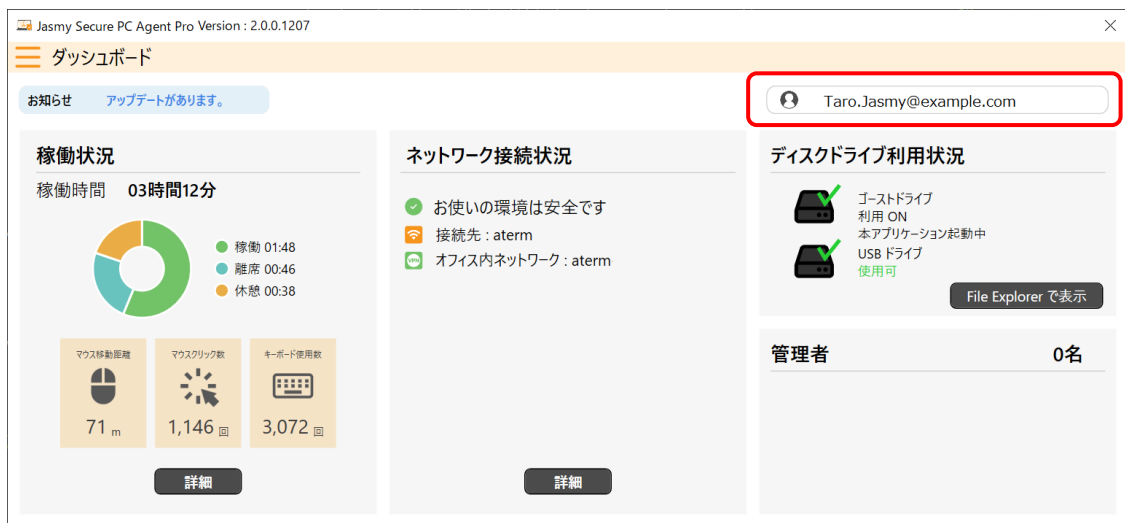 Jasmy Secure PC Agent Pro Version : 2.0.0.1207
ダッシュボード
お知らせ アップデートがあります。
Taro.Jasmy@example.com
稼働状況
稼働時間 03時間12分
稼働 01:48
離席 00:46
休憩 00:38
マウス移動距離
71 m
マウスクリック数
1,146 回
キーボード使用数
3,072 回
詳細
ネットワーク接続状況
お使いの環境は安全です
接続先 : aterm
VPN オフィス内ネットワーク : aterm
詳細
ディスクドライブ利用状況
ゴーストドライブ
利用 ON
本アプリケーション起動中
USB ドライブ
使用可
File Explorer で表示
管理者 0名